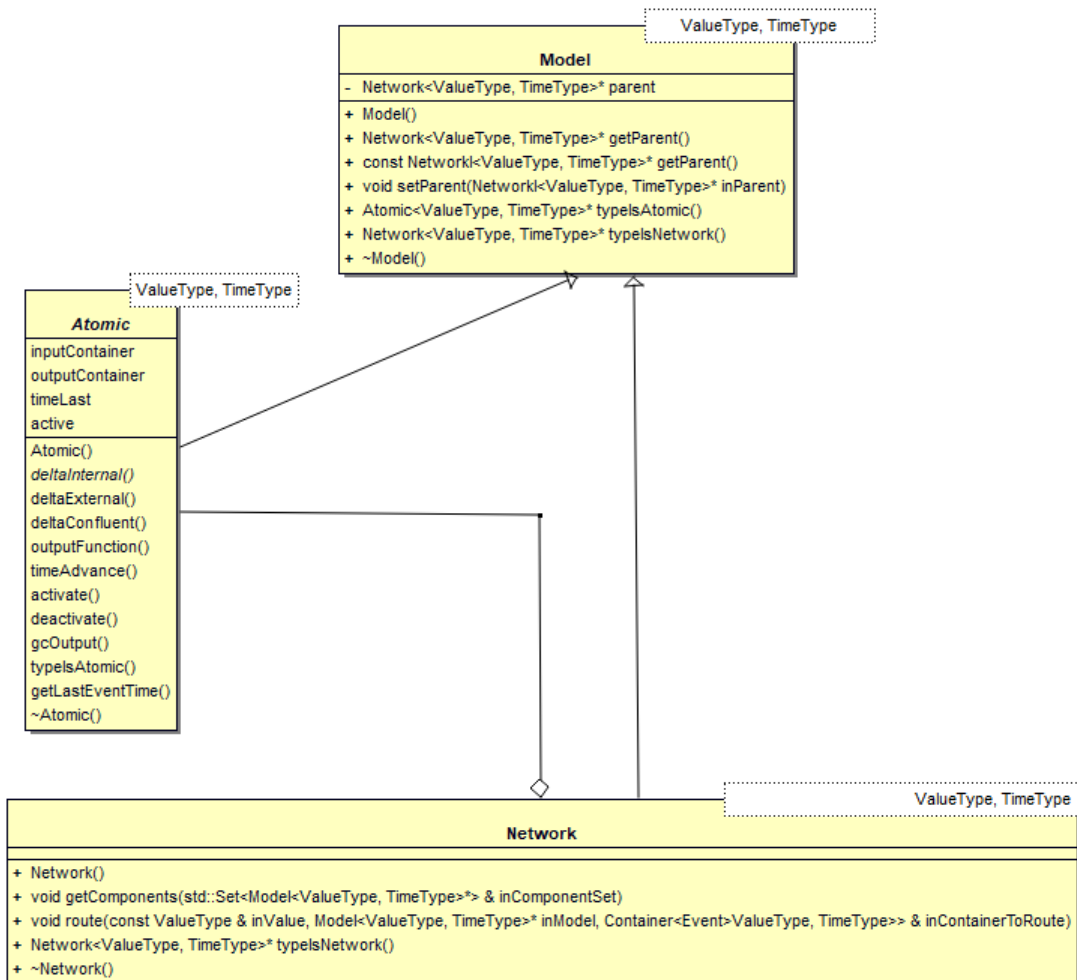 ValueType, TimeType
Model
- Network<ValueType, TimeType>* parent
+ Model()
+ Network<ValueType, TimeType>* getParent()
+ const NetworkI<ValueType, TimeType>* getParent()
+ void setParent(NetworkI<ValueType, TimeType>* inParent)
+ Atomic<ValueType, TimeType>* typeIsAtomic()
+ Network<ValueType, TimeType>* typeIsNetwork()
+ ~Model()
ValueType, TimeType
Atomic
inputContainer
outputContainer
timeLast
active
Atomic()
deltaInternal()
deltaExternal()
deltaConfluent()
outputFunction()
timeAdvance()
activate()
deactivate()
gcOutput()
typeIsAtomic()
getLastEventTime()
~Atomic()
ValueType, TimeType
Network
+ Network()
+ void getComponents(std::Set<Model<ValueType, TimeType>*> & inComponentSet)
+ void route(const ValueType & inValue, Model<ValueType, TimeType>* inModel, Container<Event>ValueType, TimeType>> & inContainerToRoute)
+ Network<ValueType, TimeType>* typeIsNetwork()
+ ~Network()